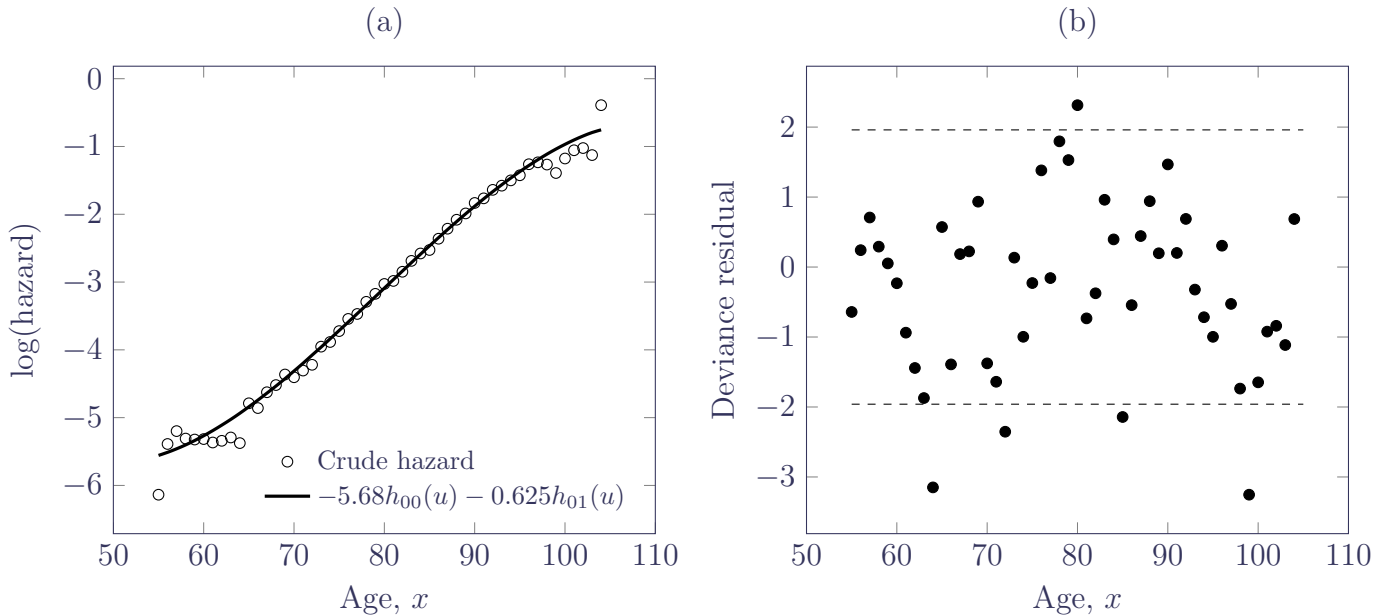 (a)
0
−1
−2
−3
−4
−5
−6
50 60 70 80 90 100 110
log(hazard)
Age, x
Crude hazard
−5.68h₀₀(u) − 0.625h₀₁(u)
(b)
2
1
0
−1
−2
−3
50 60 70 80 90 100 110
Deviance residual
Age, x